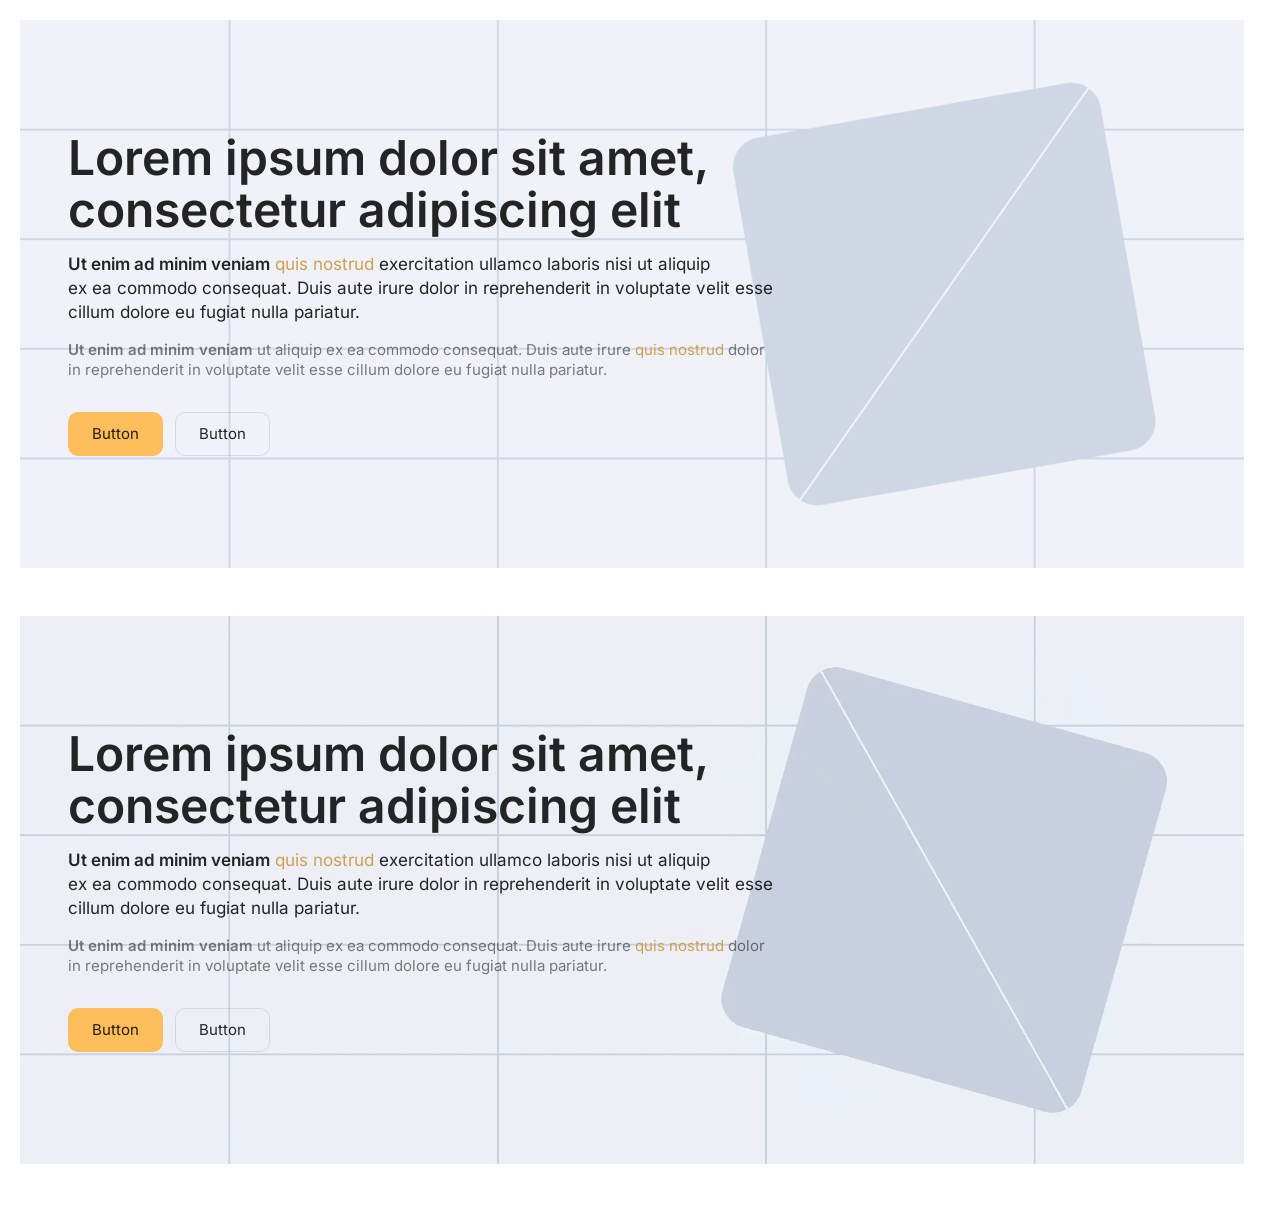 Lorem ipsum dolor sit amet,
consectetur adipiscing elit
Ut enim ad minim veniam quis nostrud exercitation ullamco laboris nisi ut aliquip
ex ea commodo consequat. Duis aute irure dolor in reprehenderit in voluptate velit esse
cillum dolore eu fugiat nulla pariatur.
Ut enim ad minim veniam ut aliquip ex ea commodo consequat. Duis aute irure quis nostrud dolor
in reprehenderit in voluptate velit esse cillum dolore eu fugiat nulla pariatur.
Button Button
Lorem ipsum dolor sit amet,
consectetur adipiscing elit
Ut enim ad minim veniam quis nostrud exercitation ullamco laboris nisi ut aliquip
ex ea commodo consequat. Duis aute irure dolor in reprehenderit in voluptate velit esse
cillum dolore eu fugiat nulla pariatur.
Ut enim ad minim veniam ut aliquip ex ea commodo consequat. Duis aute irure quis nostrud dolor
in reprehenderit in voluptate velit esse cillum dolore eu fugiat nulla pariatur.
Button Button